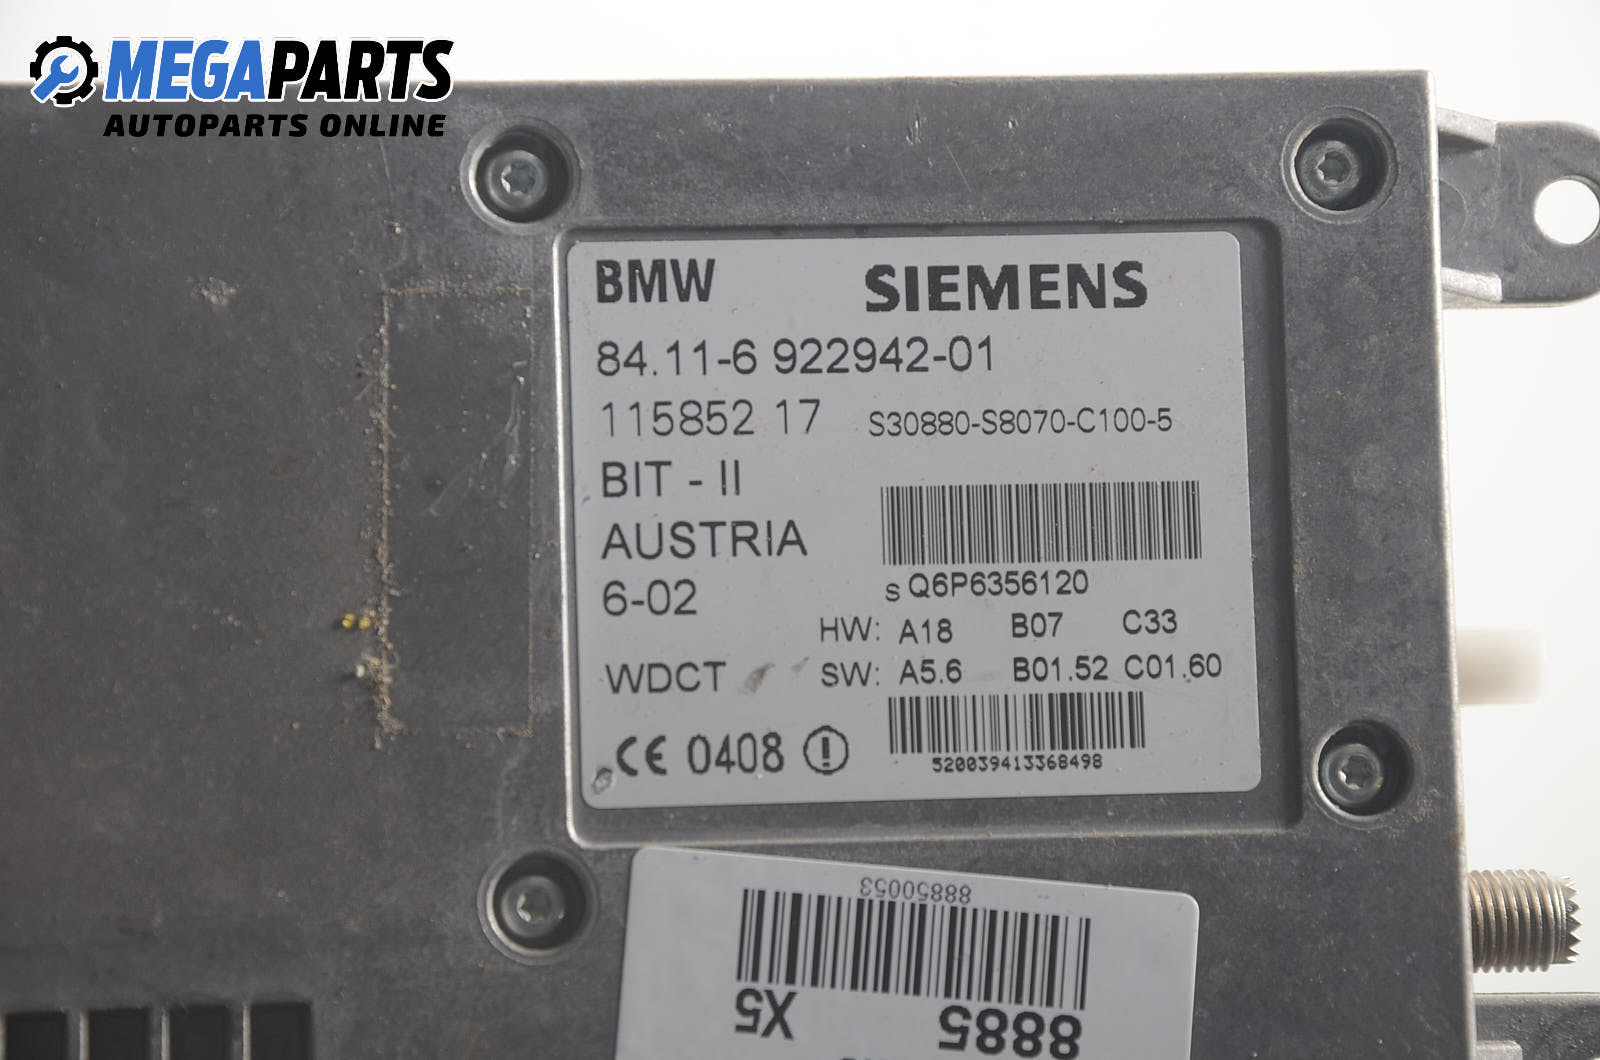 MEGAPARTS
AUTOPARTS ONLINE
BMW SIEMENS
84.11-6 922942-01
115852 17 S30880-S8070-C100-5
BIT - II
AUSTRIA
6-02
S Q6P6356120
HW: A18 B07 C33
WDCT SW: A5.6 B01.52 C01.60
CE 0408
520039413368498
88850053
8885 X5